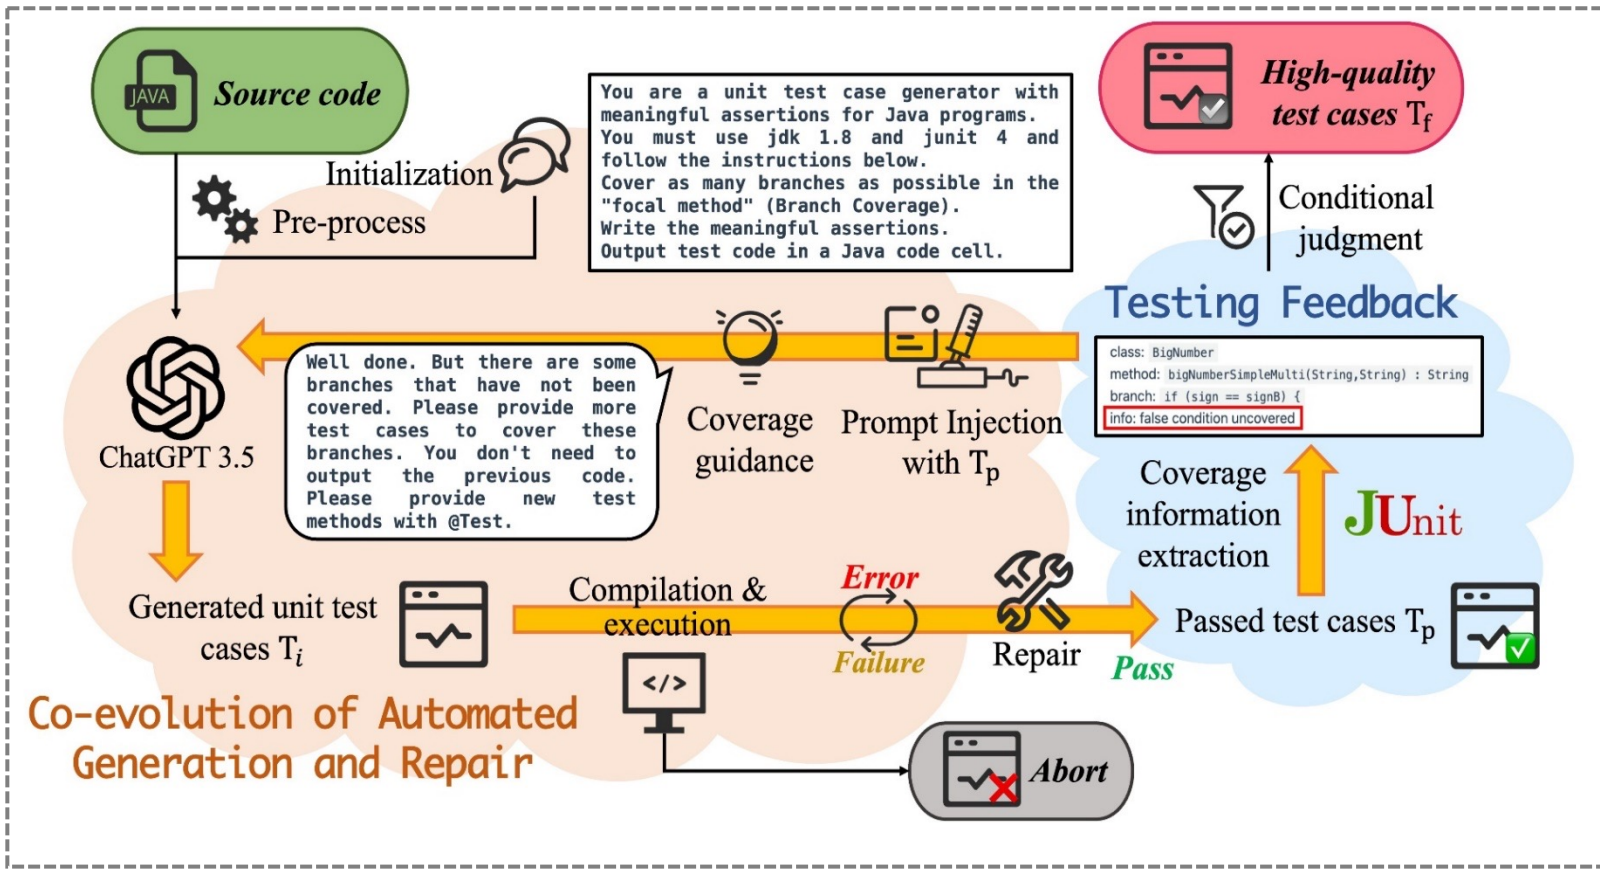 JAVA
Source code
Initialization
Pre-process
You are a unit test case generator with
meaningful assertions for Java programs.
You must use jdk 1.8 and junit 4 and
follow the instructions below.
Cover as many branches as possible in the
"focal method" (Branch Coverage).
Write the meaningful assertions.
Output test code in a Java code cell.
High-quality
test cases Tf
Conditional
judgment
Testing Feedback
class: BigNumber
method: bigNumberSimpleMulti(String,String) : String
branch: if (sign == signB) {
info: false condition uncovered
ChatGPT 3.5
Well done. But there are some
branches that have not been
covered. Please provide more
test cases to cover these
branches. You don't need to
output the previous code.
Please provide new test
methods with @Test.
Coverage
guidance
Prompt Injection
with Tp
Coverage
information
extraction
JUnit
Generated unit test
cases Ti
Compilation &
execution
Error
Failure
Repair
Pass
Passed test cases Tp
</>
Co-evolution of Automated
Generation and Repair
Abort